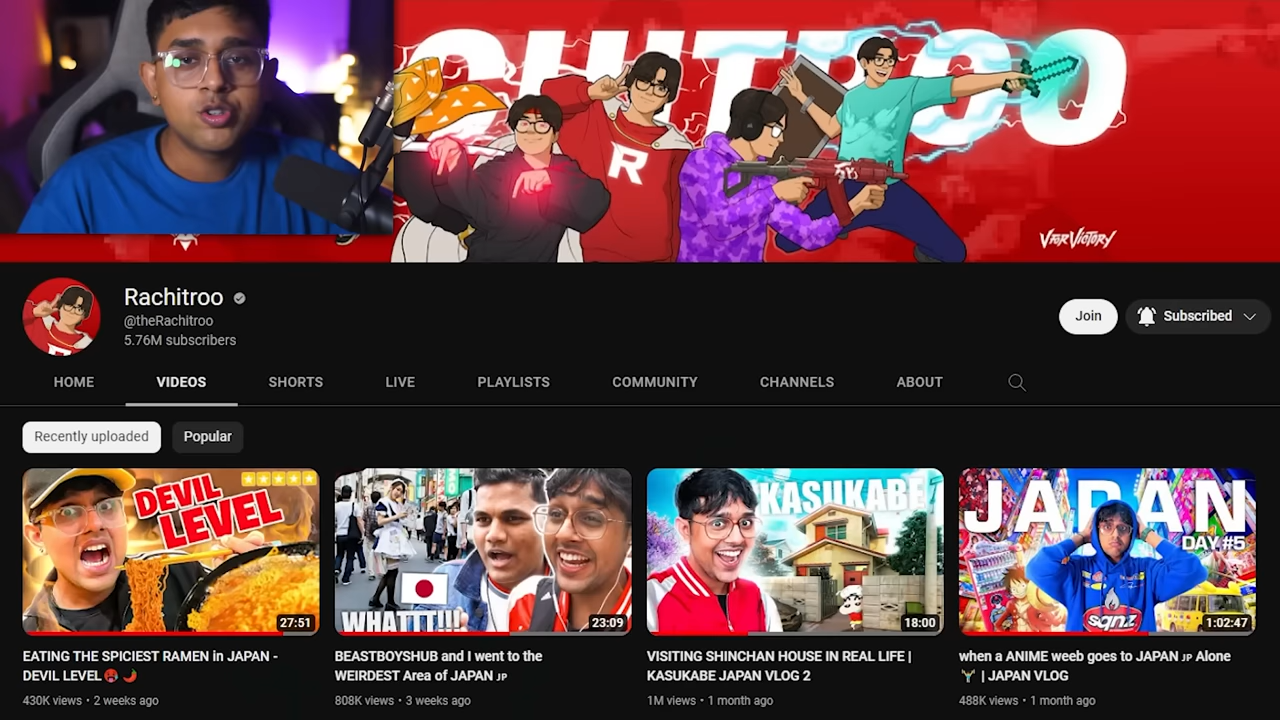 CHITROO
R
V FOR VICTORY
Rachitroo
@theRachitroo
5.76M subscribers
Join
Subscribed
HOME
VIDEOS
SHORTS
LIVE
PLAYLISTS
COMMUNITY
CHANNELS
ABOUT
Recently uploaded
Popular
DEVIL
LEVEL
27:51
WHATTT!!!
23:09
KASUKABE
18:00
JAPAN
DAY #5
sqnz
1:02:47
EATING THE SPICIEST RAMEN in JAPAN -
DEVIL LEVEL🥵 🌶️
430K views • 2 weeks ago
BEASTBOYSHUB and I went to the
WEIRDEST Area of JAPAN 🇯🇵
808K views • 3 weeks ago
VISITING SHINCHAN HOUSE IN REAL LIFE |
KASUKABE JAPAN VLOG 2
1M views • 1 month ago
when a ANIME weeb goes to JAPAN 🇯🇵 Alone
| JAPAN VLOG
488K views • 1 month ago